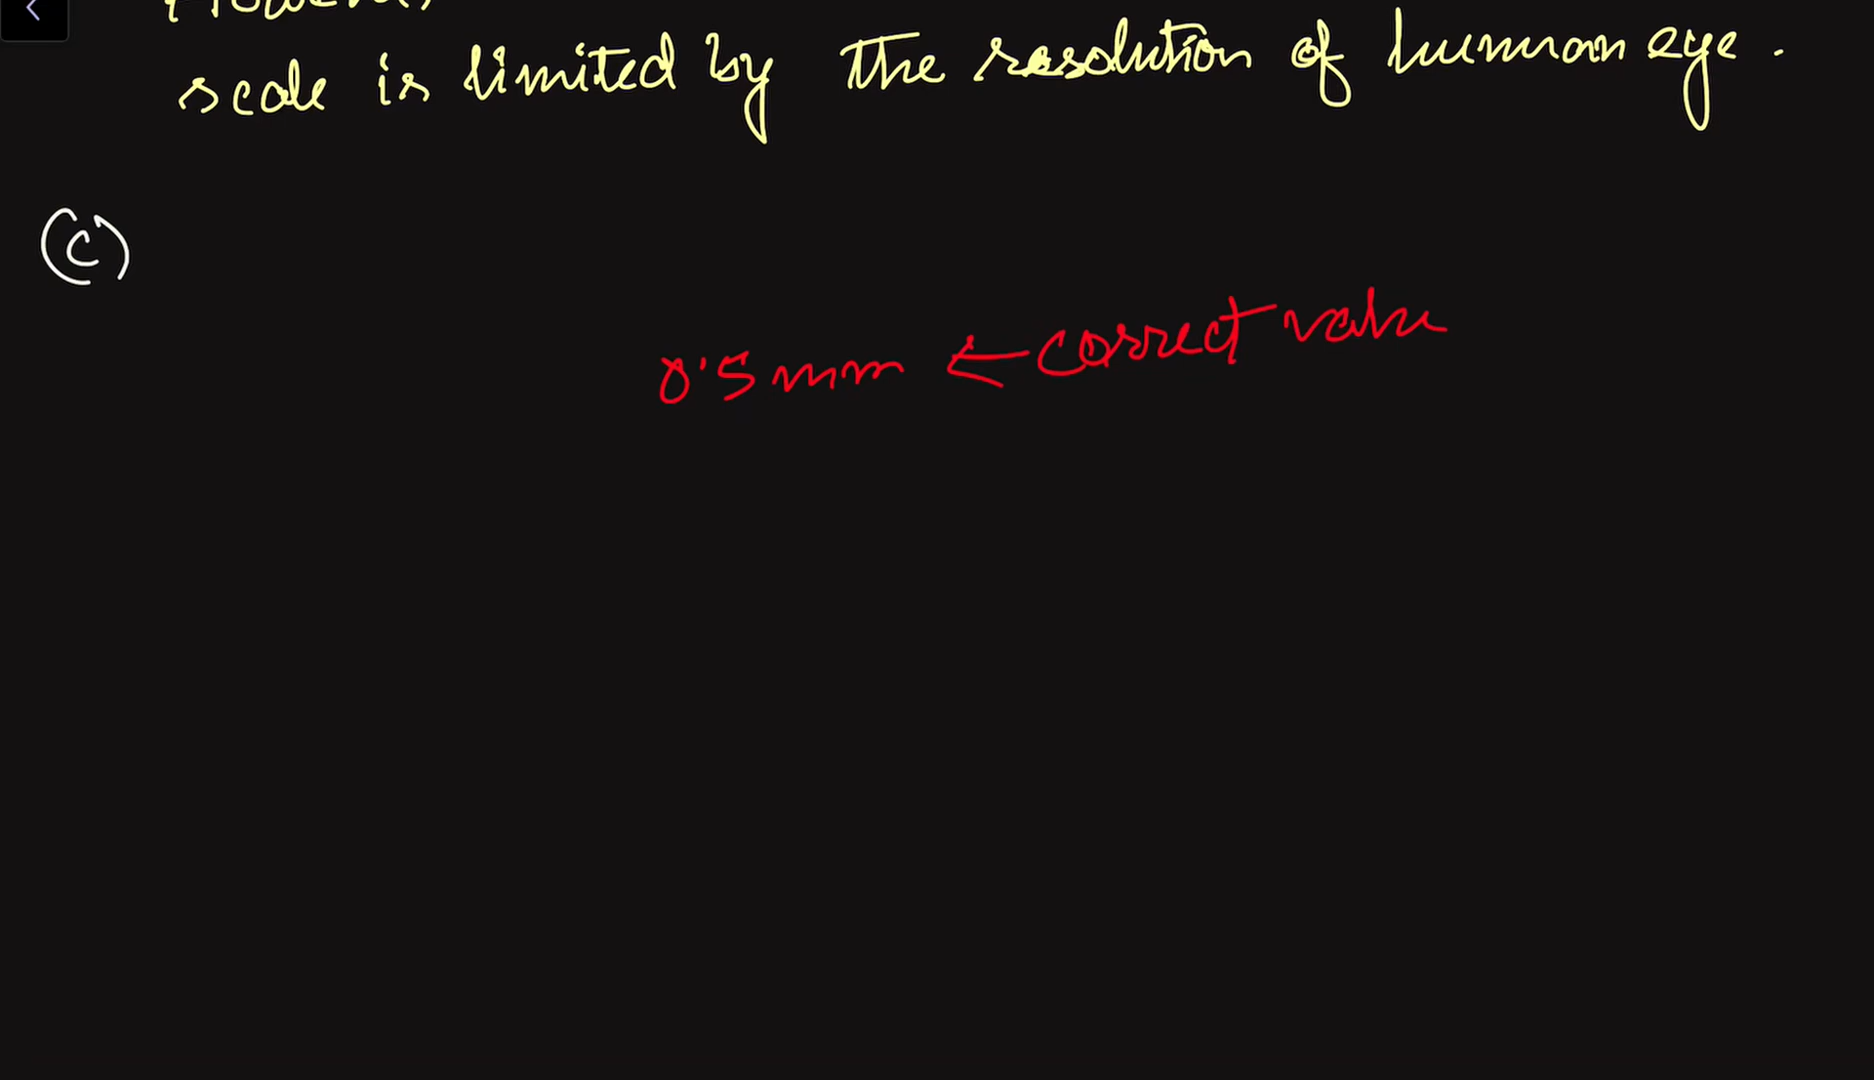 scale is limited by the resolution of human eye .
(c)
0.5 mm ← correct value